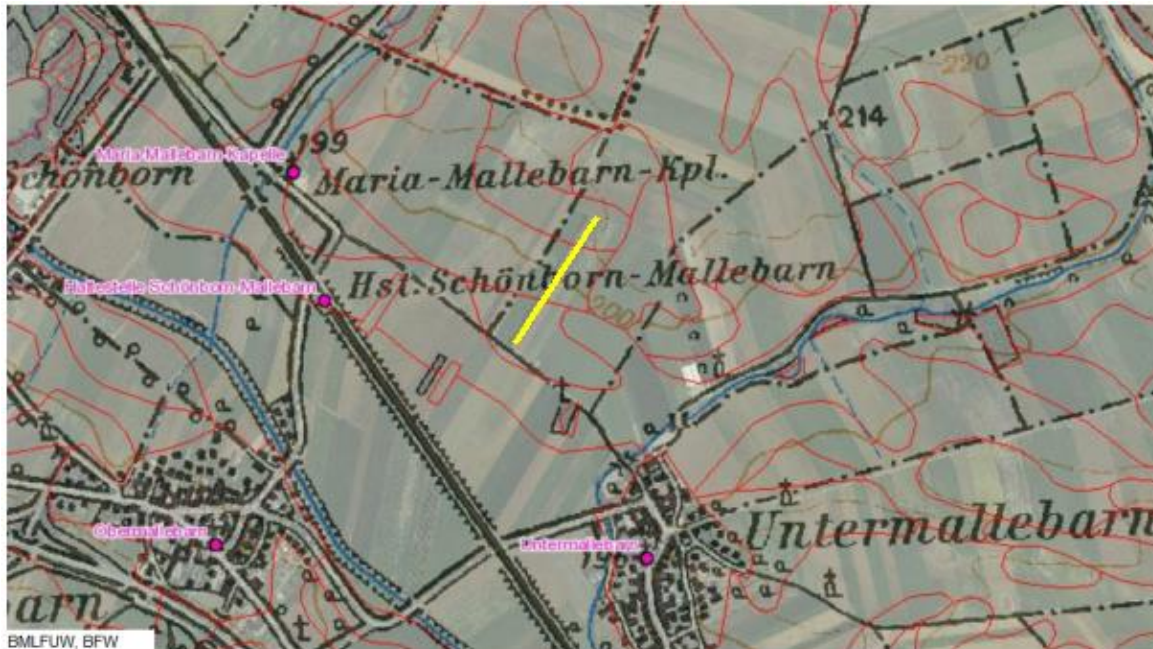 220
214
Maria-Mallebarn-Kapelle
199
Schönborn
Maria-Mallebarn-Kpl.
Hst. Schönborn-Mallebarn
Haltestelle Schönborn-Mallebarn
200
Obermallebarn
Untermallebarn
Untermallebarn
arn
BMLFUW, BFW